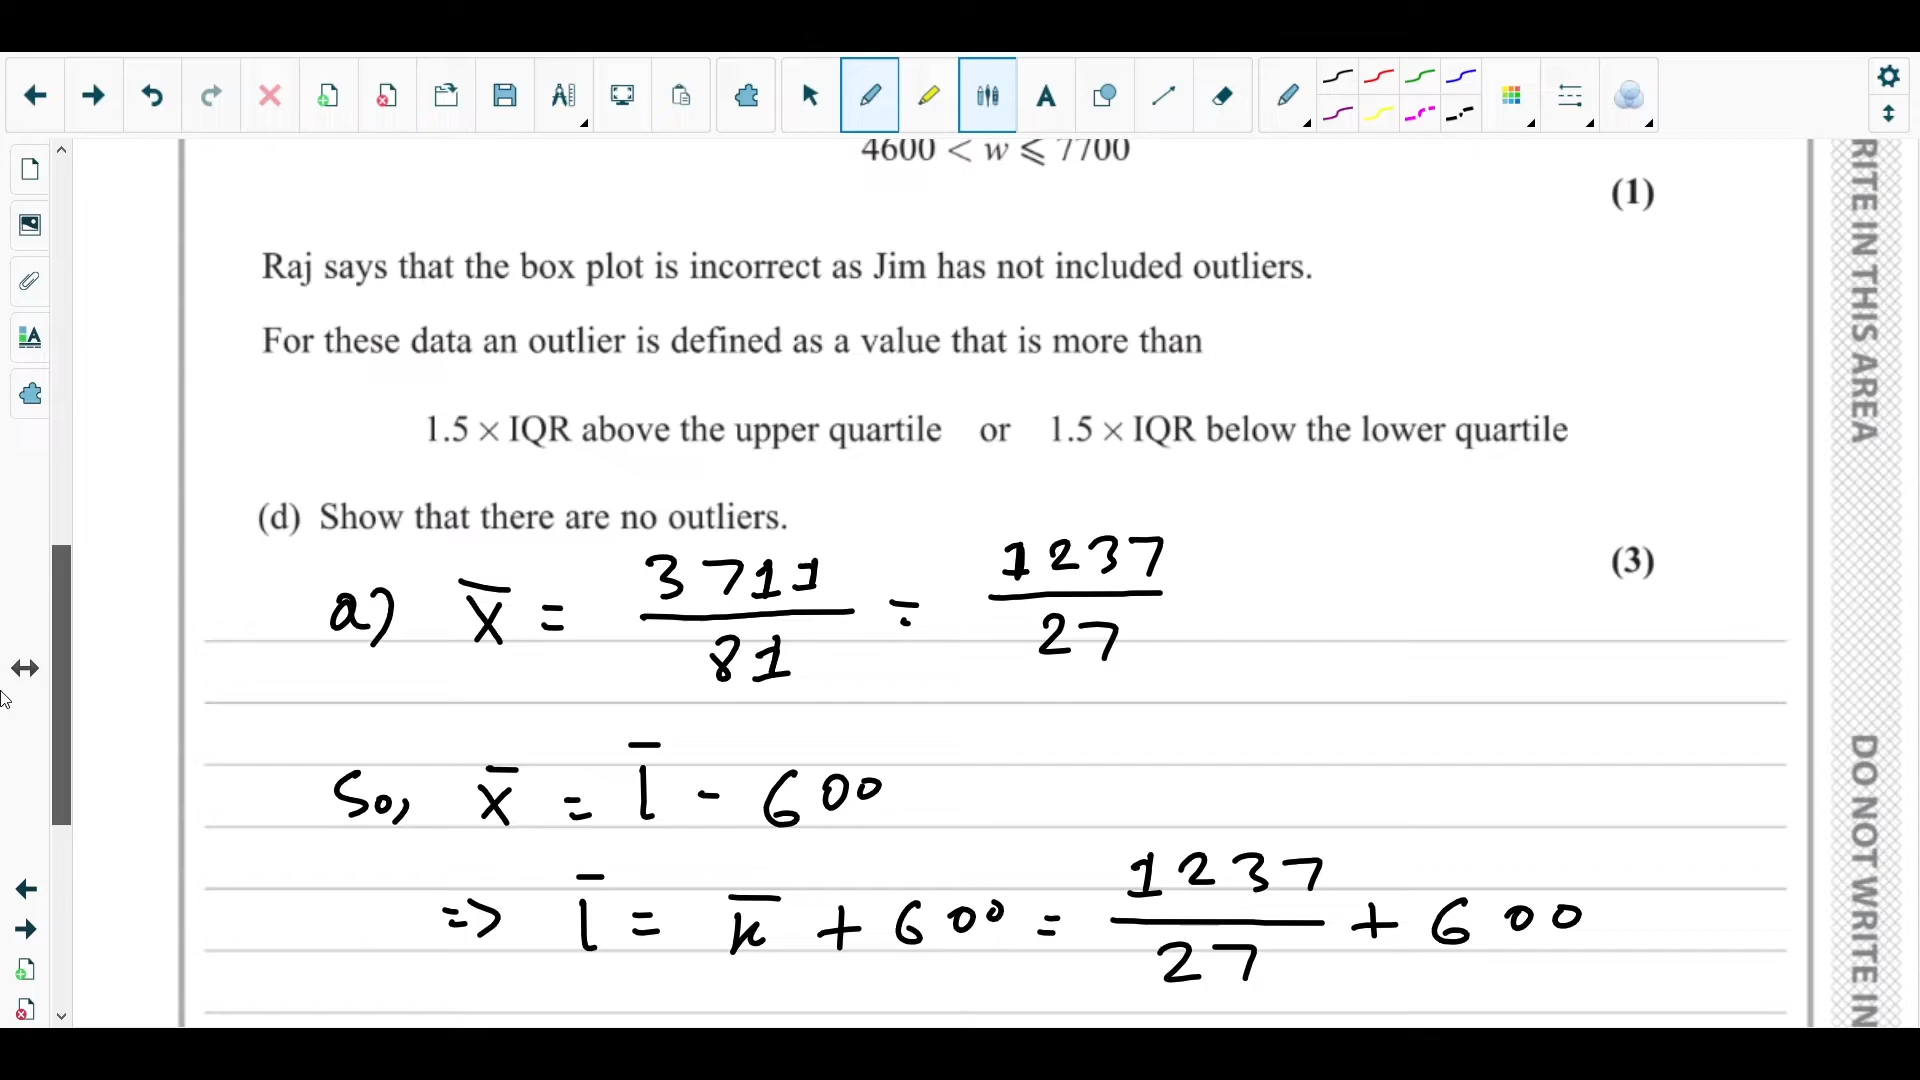 4600 < w ⩽ 7700
(1)
Raj says that the box plot is incorrect as Jim has not included outliers.
For these data an outlier is defined as a value that is more than
1.5 × IQR above the upper quartile or 1.5 × IQR below the lower quartile
(d) Show that there are no outliers.
(3)
a) x̄ = 3711/81 = 1237/27
So, x̄ = l̄ - 600
=> l̄ = x̄ + 600 = 1237/27 + 600
RITE IN THIS AREA
DO NOT WRITE IN